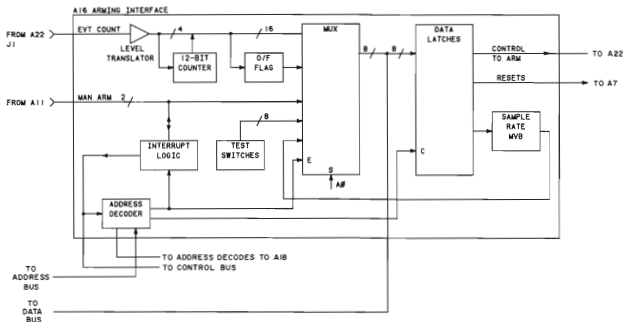 A16 ARMING INTERFACE
FROM A22
J1
EVT COUNT
LEVEL
TRANSLATOR
4
12-BIT
COUNTER
16
O/F
FLAG
MUX
8
8
DATA
LATCHES
CONTROL
TO ARM
TO A22
RESETS
TO A7
FROM A11
MAN ARM 2
8
INTERRUPT
LOGIC
TEST
SWITCHES
E
S
AØ
C
SAMPLE
RATE
MVB
ADDRESS
DECODER
TO ADDRESS DECODES TO A18
TO CONTROL BUS
TO
ADDRESS
BUS
TO
DATA
BUS